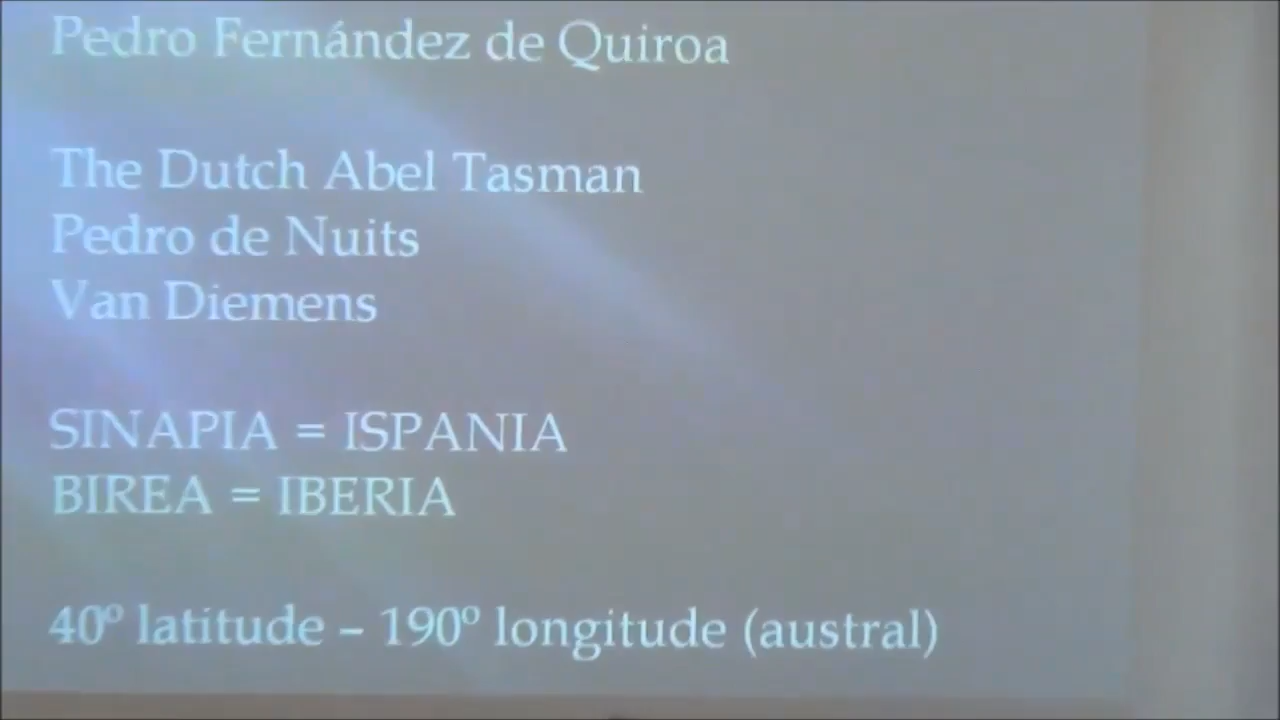 Pedro Fernández de Quiroa
The Dutch Abel Tasman
Pedro de Nuits
Van Diemens
SINAPIA = ISPANIA
BIREA = IBERIA
40º latitude – 190º longitude (austral)